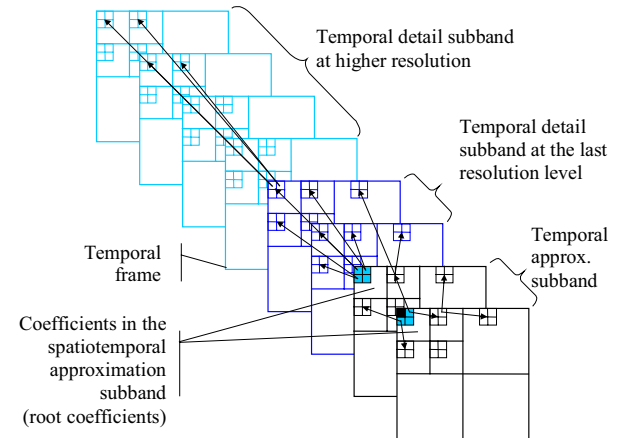 Temporal detail subband
at higher resolution
Temporal detail
subband at the last
resolution level
Temporal
approx.
subband
Temporal
frame
Coefficients in the
spatiotemporal
approximation
subband
(root coefficients)